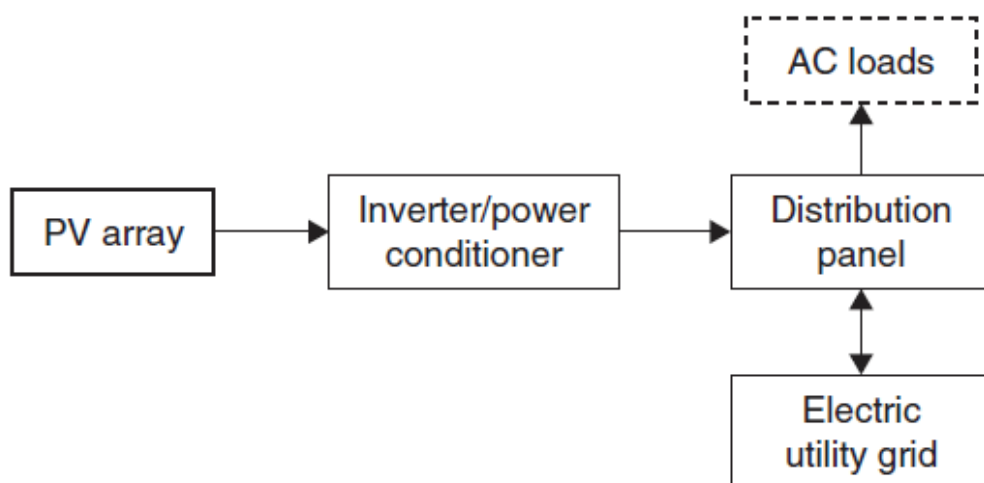 AC loads
PV array
Inverter/power
conditioner
Distribution
panel
Electric
utility grid